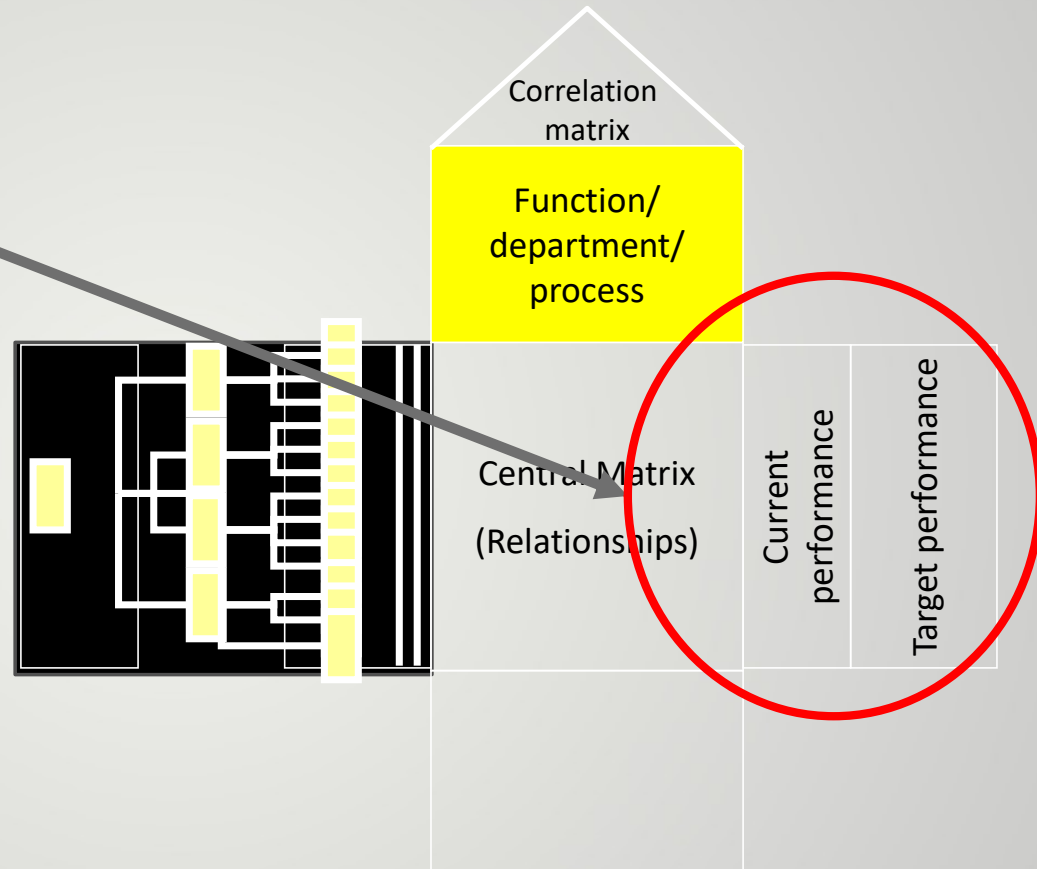 Correlation
matrix
Function/
department/
process
Central Matrix
(Relationships)
Current
performance
Target performance